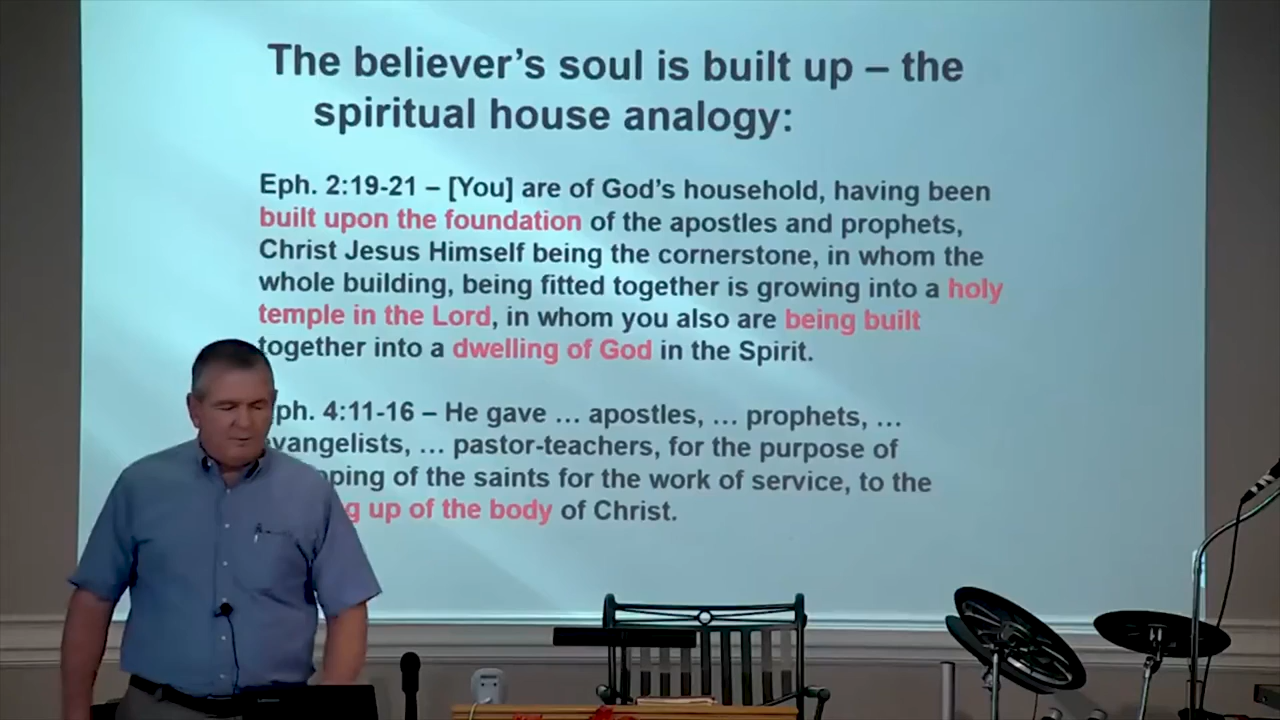 The believer's soul is built up – the
spiritual house analogy:
Eph. 2:19-21 – [You] are of God's household, having been
built upon the foundation of the apostles and prophets,
Christ Jesus Himself being the cornerstone, in whom the
whole building, being fitted together is growing into a holy
temple in the Lord, in whom you also are being built
together into a dwelling of God in the Spirit.
ph. 4:11-16 – He gave … apostles, … prophets, …
vangelists, … pastor-teachers, for the purpose of
ping of the saints for the work of service, to the
g up of the body of Christ.